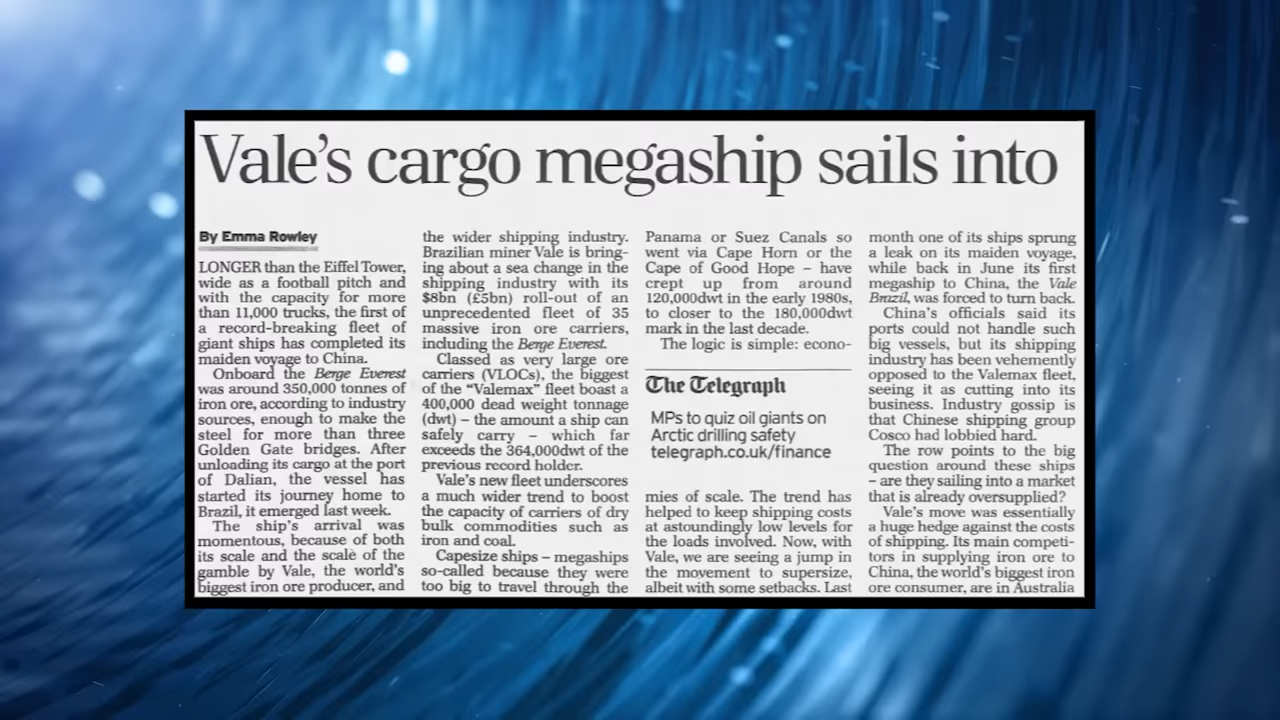 Vale's cargo megaship sails into
By Emma Rowley
LONGER than the Eiffel Tower,
wide as a football pitch and
with the capacity for more
than 11,000 trucks, the first of
a record-breaking fleet of
giant ships has completed its
maiden voyage to China.
Onboard the Berge Everest
was around 350,000 tonnes of
iron ore, according to industry
sources, enough to make the
steel for more than three
Golden Gate bridges. After
unloading its cargo at the port
of Dalian, the vessel has
started its journey home to
Brazil, it emerged last week.
The ship's arrival was
momentous, because of both
its scale and the scale of the
gamble by Vale, the world's
biggest iron ore producer, and
the wider shipping industry.
Brazilian miner Vale is bring-
ing about a sea change in the
shipping industry with its
$8bn (£5bn) roll-out of an
unprecedented fleet of 35
massive iron ore carriers,
including the Berge Everest.
Classed as very large ore
carriers (VLOCs), the biggest
of the “Valemax” fleet boast a
400,000 dead weight tonnage
(dwt) – the amount a ship can
safely carry – which far
exceeds the 364,000dwt of the
previous record holder.
Vale's new fleet underscores
a much wider trend to boost
the capacity of carriers of dry
bulk commodities such as
iron and coal.
Capesize ships – megaships
so-called because they were
too big to travel through the
Panama or Suez Canals so
went via Cape Horn or the
Cape of Good Hope – have
crept up from around
120,000dwt in the early 1980s,
to closer to the 180,000dwt
mark in the last decade.
The logic is simple: econo-
The Telegraph
MPs to quiz oil giants on
Arctic drilling safety
telegraph.co.uk/finance
mies of scale. The trend has
helped to keep shipping costs
at astoundingly low levels for
the loads involved. Now, with
Vale, we are seeing a jump in
the movement to supersize,
albeit with some setbacks. Last
month one of its ships sprung
a leak on its maiden voyage,
while back in June its first
megaship to China, the Vale
Brazil, was forced to turn back.
China's officials said its
ports could not handle such
big vessels, but its shipping
industry has been vehemently
opposed to the Valemax fleet,
seeing it as cutting into its
business. Industry gossip is
that Chinese shipping group
Cosco had lobbied hard.
The row points to the big
question around these ships
– are they sailing into a market
that is already oversupplied?
Vale's move was essentially
a huge hedge against the costs
of shipping. Its main competi-
tors in supplying iron ore to
China, the world's biggest iron
ore consumer, are in Australia